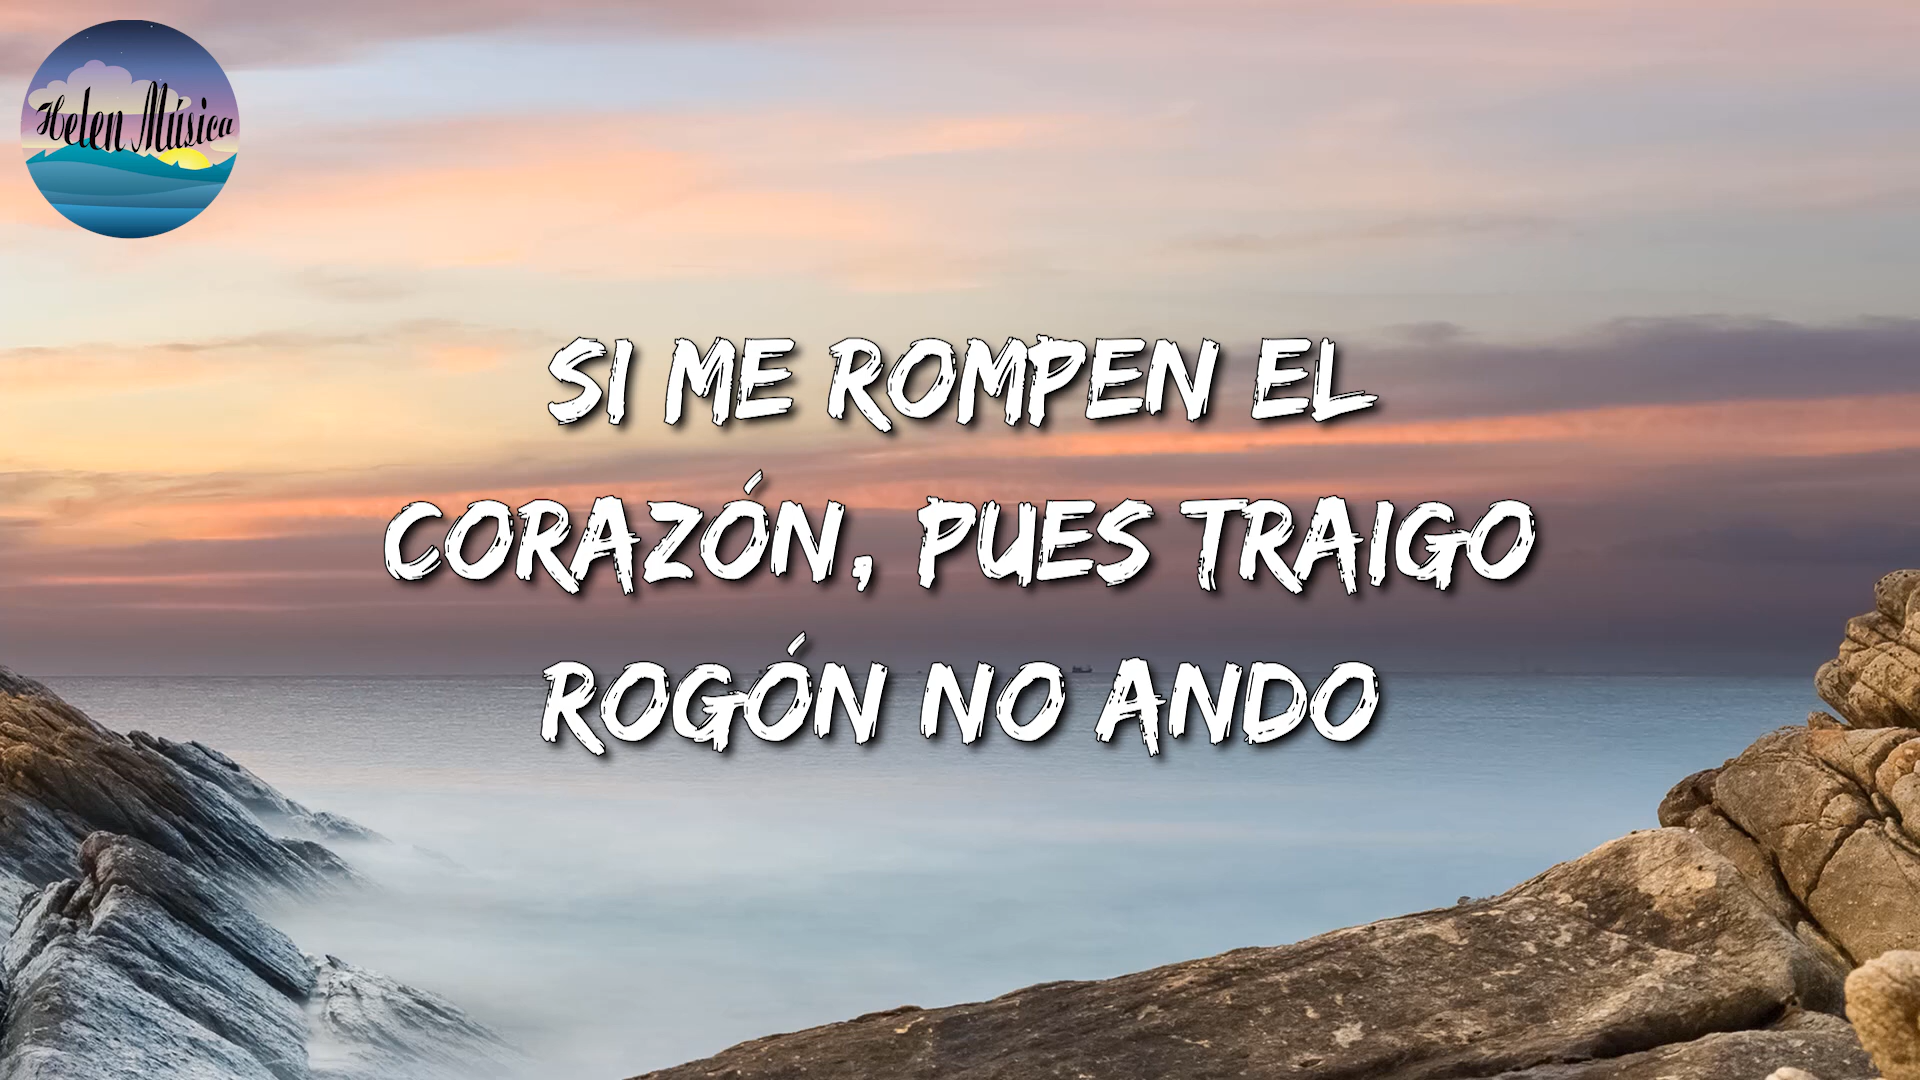 Helen Música
SI ME ROMPEN EL
CORAZÓN, PUES TRAIGO
ROGÓN NO ANDO